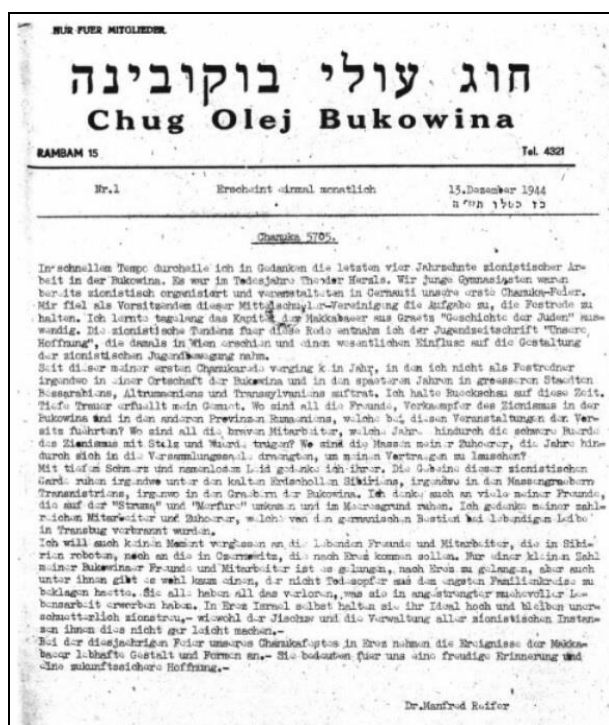 NUR FUER MITGLIEDER
חוג עולי בוקובינה
Chug Olej Bukowina
RAMBAM 15 Tel. 4321
Nr.1 Erscheint einmal monatlich 13.Dezember 1944
כז כסלו תש"ה
Chanuka 5705.
In schnellem Tempo durcheile ich in Gedanken die letzten vier Jahrzehnte zionistischer Ar-
beit in der Bukowina. Es war im Todesjahre Theodor Herzls. Wir junge Gymnasiasten waren
bereits zionistisch organisiert und veranstalteten in Cernauti unsere erste Chanuka-Feier.
Mir fiel als Vorsitzenden dieser Mittelschueler-Vereinigung die Aufgabe zu, die Festrede zu
halten. Ich lernte tagelang das Kapitel der Makkabaeer aus Graetz "Geschichte der Juden" aus-
wendig. Die zionistische Tendenz fuer diese Rede entnahm ich der Jugendzeitschrift "Unsere
Hoffnung", die damals in Wien erschien und einen wesentlichen Einfluss auf die Gestaltung
der zionistischen Jugendbewegung nahm.
Seit dieser meiner ersten Chanukarede verging kein Jahr, in dem ich nicht als Festredner
irgendwo in einer Ortschaft der Bukowina und in den spaeteren Jahren in groesseren Staedten
Bessarabiens, Altrumaeniens und Transsylvaniens auftrat. Ich halte Rueckschau auf diese Zeit.
Tiefe Trauer erfuellt mein Gemuet. Wo sind all die Freunde, Verkaempfer des Zionismus in der
Bukowina und in den anderen Provinzen Rumaeniens, welche bei diesen Veranstaltungen den Vor-
sitz fuehrten? Wo sind all die braven Mitarbeiter, welche Jahre hindurch die schwere Buerde
des Zionismus mit Stolz und Wuerde trugen? Wo sind die Massen meiner Zuhoerer, die Jahre hin-
durch sich in die Versammlungssaele draengten, um meinen Vortraegen zu lauschen?
Mit tiefem Schmerz und namenlosem Leid gedenke ich ihrer. Die Gebeine dieser zionistischen
Garde ruhen irgendwo unter den kalten Erdschollen Sibiriens, irgendwo in den Massengraebern
Transnistriens, irgendwo in den Graebern der Bukowina. Ich denke auch an viele meiner Freunde,
die auf der "Struma" und "Merfure" umkamen und im Meeresgrund ruhen. Ich gedenke meiner zahl-
reichen Mitarbeiter und Zuhoerer, welche von den germanischen Bestien bei lebendigem Leibe
in Transbug verbrannt wurden.
Ich will auch keinen Moment vergessen an die lebenden Freunde und Mitarbeiter, die in Sibi-
rien roboten, noch an die in Czernowitz, die nach Erez kommen sollen. Nur einer kleinen Zahl
meiner Bukowinaer Freunde und Mitarbeiter ist es gelungen, nach Erez zu gelangen, aber auch
unter ihnen gibt es wohl kaum einen, der nicht Todesopfer aus dem engsten Familienkreise zu
beklagen haette. Sie alle haben all das verloren, was sie in angestrengter muehevoller Le-
bensarbeit erworben haben. In Erez Israel selbst halten sie ihr Ideal hoch und bleiben uner-
schuetterlich zionstreu,- wiewohl der Jischuw und die Verwaltung aller zionistischen Instan-
zen ihnen dies nicht gar leicht machen.-
Bei der diesjaehrigen Feier unseres Chanukafestes in Erez nehmen die Ereignisse der Makka-
baeer lebhafte Gestalt und Formen an.- Sie bedeuten fuer uns eine freudige Erinnerung und
eine zukunftssichere Hoffnung.-
Dr.Manfred Reifer